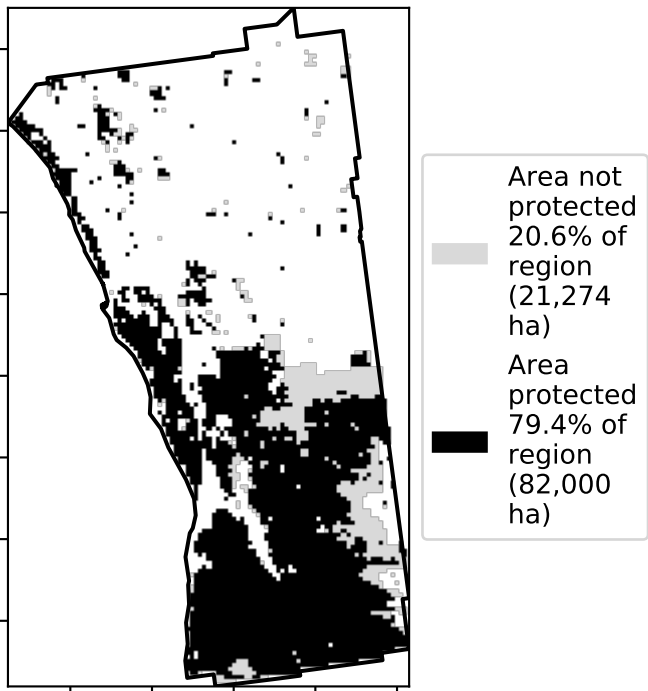 Area not
protected
20.6% of
region
(21,274
ha)
Area
protected
79.4% of
region
(82,000
ha)